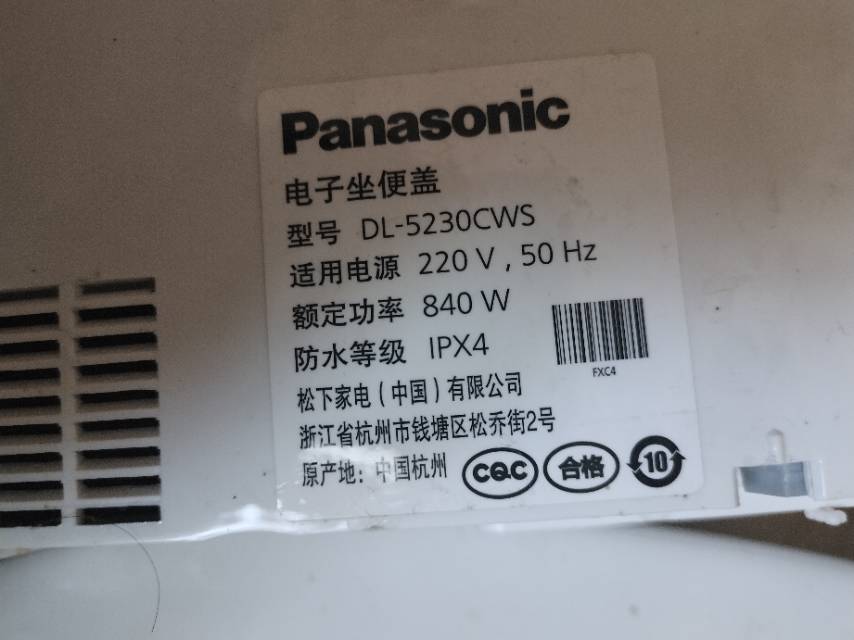 Panasonic
电子坐便盖
型号 DL-5230CWS
适用电源 220 V , 50 Hz
额定功率 840 W
防水等级 IPX4
FXC4
松下家电(中国)有限公司
浙江省杭州市钱塘区松乔街2号
原产地: 中国杭州
CQC 合格 10